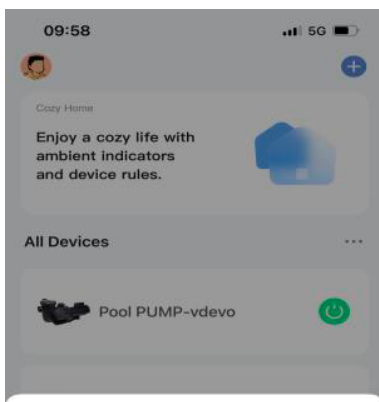 09:58
5G
Cozy Home
Enjoy a cozy life with
ambient indicators
and device rules.
All Devices
...
Pool PUMP-vdevo